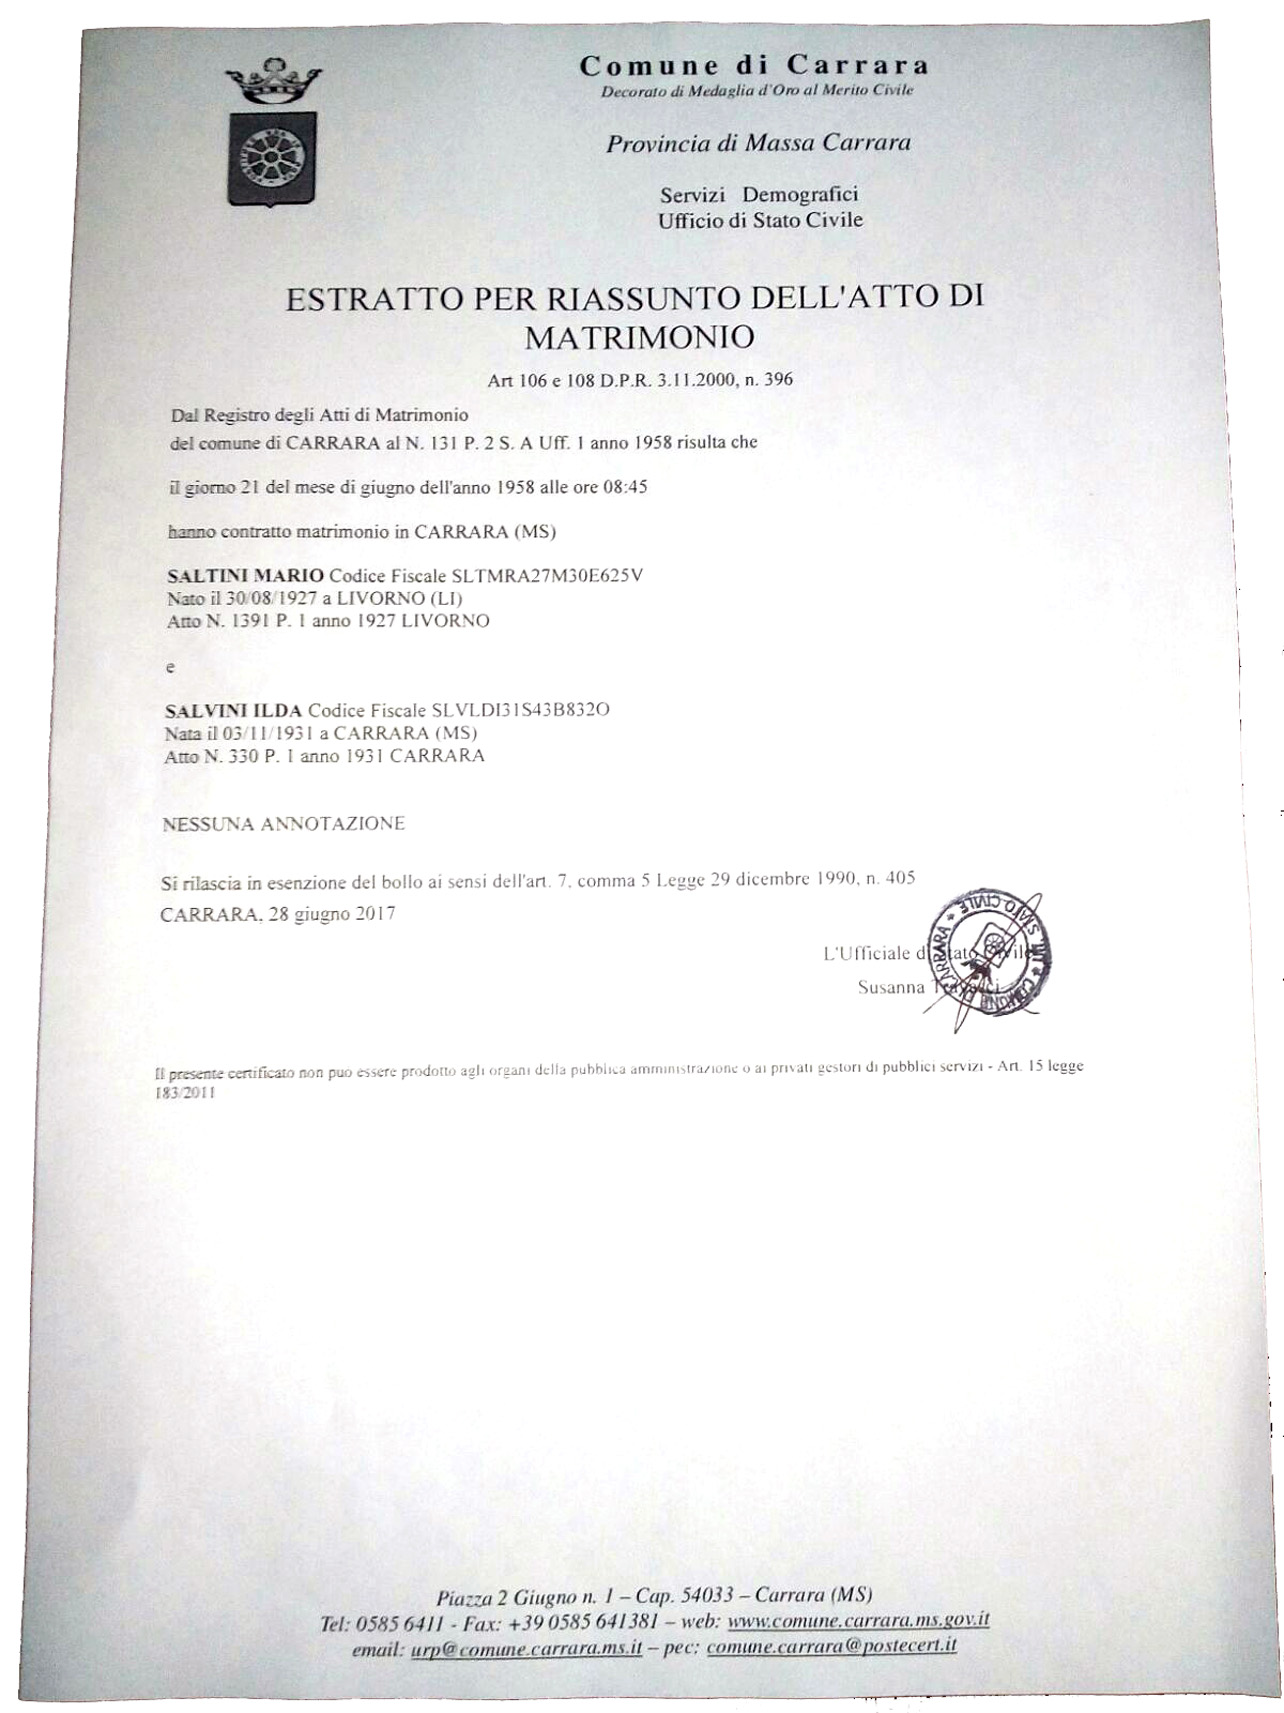 Comune di Carrara
Decorato di Medaglia d'Oro al Merito Civile
Provincia di Massa Carrara
Servizi Demografici
Ufficio di Stato Civile
ESTRATTO PER RIASSUNTO DELL'ATTO DI
MATRIMONIO
Art 106 e 108 D.P.R. 3.11.2000, n. 396
Dal Registro degli Atti di Matrimonio
del comune di CARRARA al N. 131 P. 2 S. A Uff. 1 anno 1958 risulta che
il giorno 21 del mese di giugno dell'anno 1958 alle ore 08:45
hanno contratto matrimonio in CARRARA (MS)
SALTINI MARIO Codice Fiscale SLTMRA27M30E625V
Nato il 30/08/1927 a LIVORNO (LI)
Atto N. 1391 P. 1 anno 1927 LIVORNO
e
SALVINI ILDA Codice Fiscale SLVLDI31S43B832O
Nata il 03/11/1931 a CARRARA (MS)
Atto N. 330 P. 1 anno 1931 CARRARA
NESSUNA ANNOTAZIONE
Si rilascia in esenzione del bollo ai sensi dell'art. 7, comma 5 Legge 29 dicembre 1990, n. 405
CARRARA, 28 giugno 2017
L'Ufficiale di Stato Civile
Susanna
COMUNE DI CARRARA * STATO CIVILE *
Il presente certificato non puo essere prodotto agli organi della pubblica amministrazione o ai privati gestori di pubblici servizi - Art. 15 legge
183/2011
Piazza 2 Giugno n. 1 – Cap. 54033 – Carrara (MS)
Tel: 0585 6411 - Fax: +39 0585 641381 – web: www.comune.carrara.ms.gov.it
email: urp@comune.carrara.ms.it – pec: comune.carrara@postecert.it